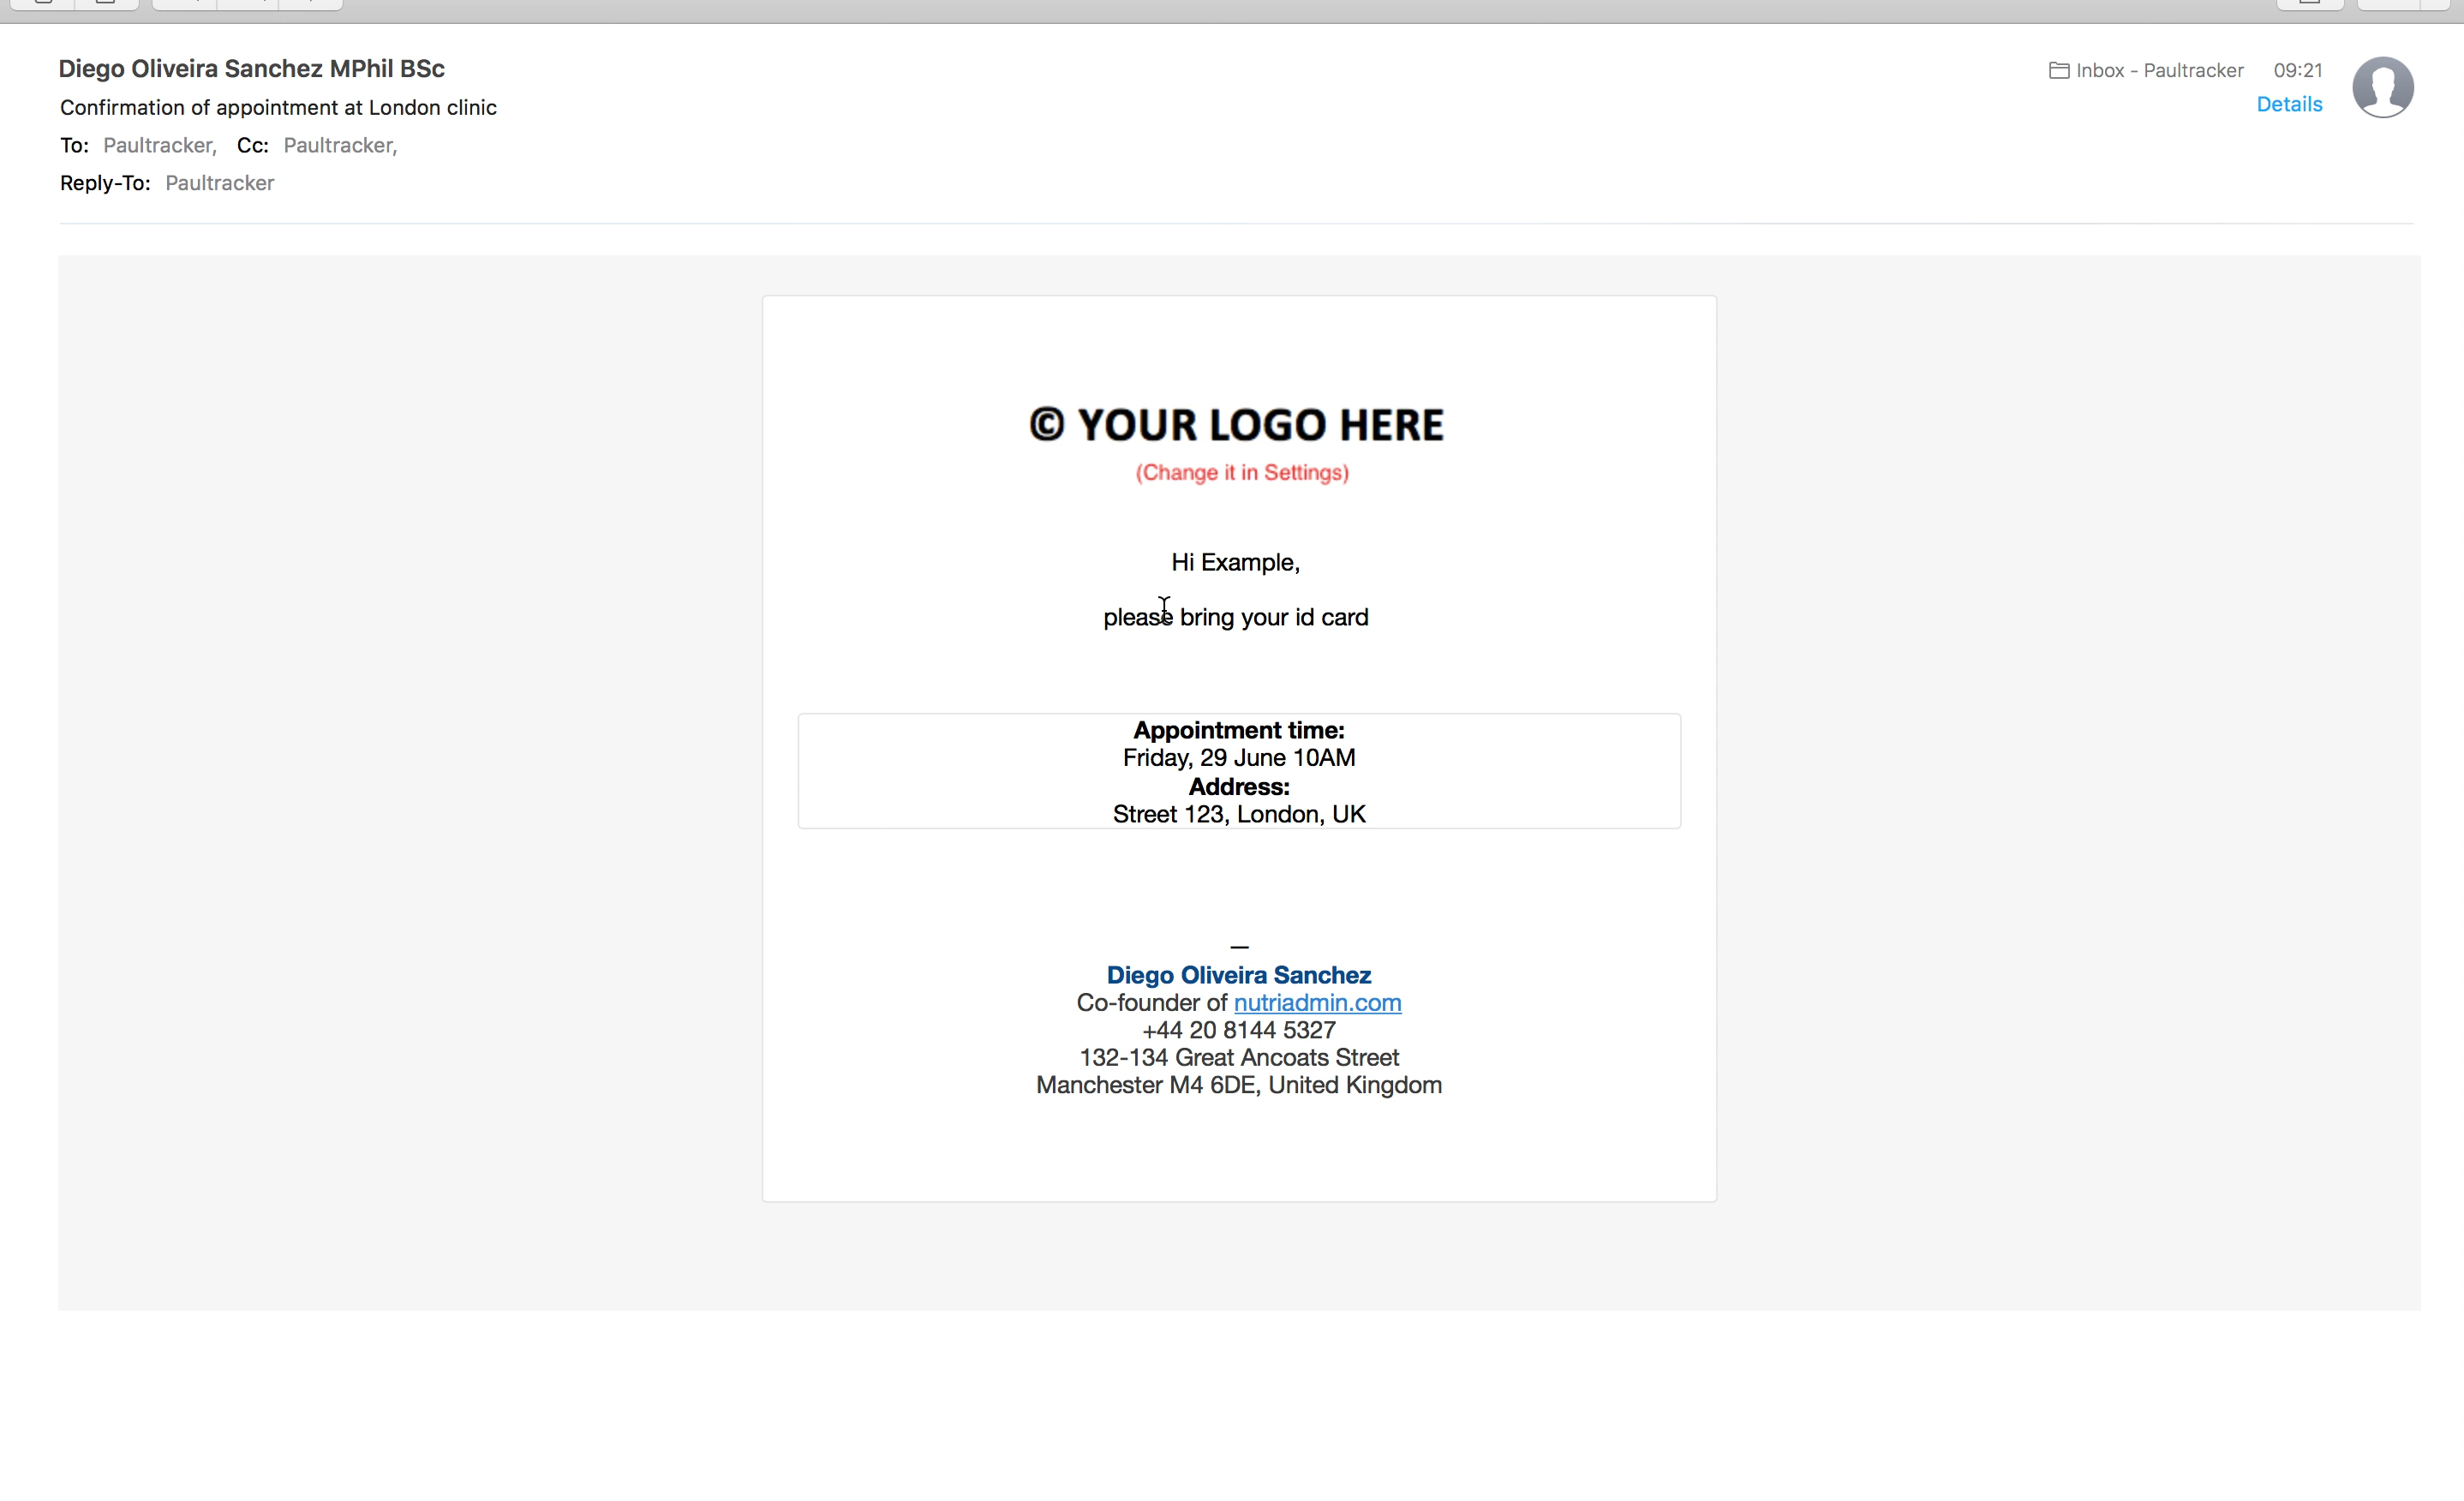 Diego Oliveira Sanchez MPhil BSc
Inbox - Paultracker 09:21
Confirmation of appointment at London clinic
Details
To: Paultracker, Cc: Paultracker,
Reply-To: Paultracker
© YOUR LOGO HERE
(Change it in Settings)
Hi Example,
please bring your id card
Appointment time:
Friday, 29 June 10AM
Address:
Street 123, London, UK
—
Diego Oliveira Sanchez
Co-founder of nutriadmin.com
+44 20 8144 5327
132-134 Great Ancoats Street
Manchester M4 6DE, United Kingdom